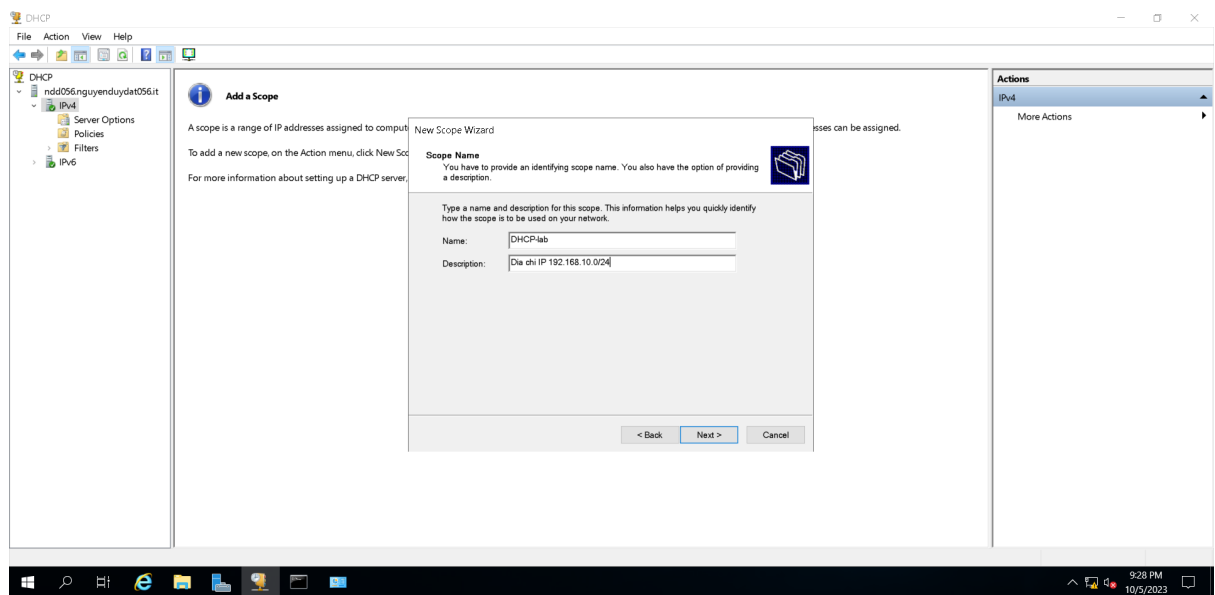 DHCP
File Action View Help
DHCP
ndd056.nguyenduydat056.it
IPv4
Server Options
Policies
Filters
IPv6
Add a Scope
A scope is a range of IP addresses assigned to comput
esses can be assigned.
To add a new scope, on the Action menu, click New Sco
For more information about setting up a DHCP server,
New Scope Wizard
Scope Name
You have to provide an identifying scope name. You also have the option of providing
a description.
Type a name and description for this scope. This information helps you quickly identify
how the scope is to be used on your network.
Name: DHCP-lab
Description: Dia chi IP 192.168.10.0/24
< Back Next > Cancel
Actions
IPv4
More Actions
9:28 PM
10/5/2023